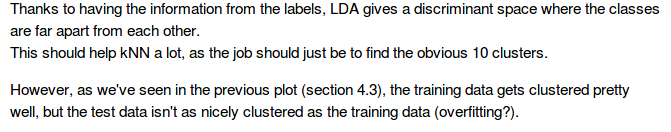 Thanks to having the information from the labels, LDA gives a discriminant space where the classes
are far apart from each other.
This should help kNN a lot, as the job should just be to find the obvious 10 clusters.
However, as we've seen in the previous plot (section 4.3), the training data gets clustered pretty
well, but the test data isn't as nicely clustered as the training data (overfitting?).